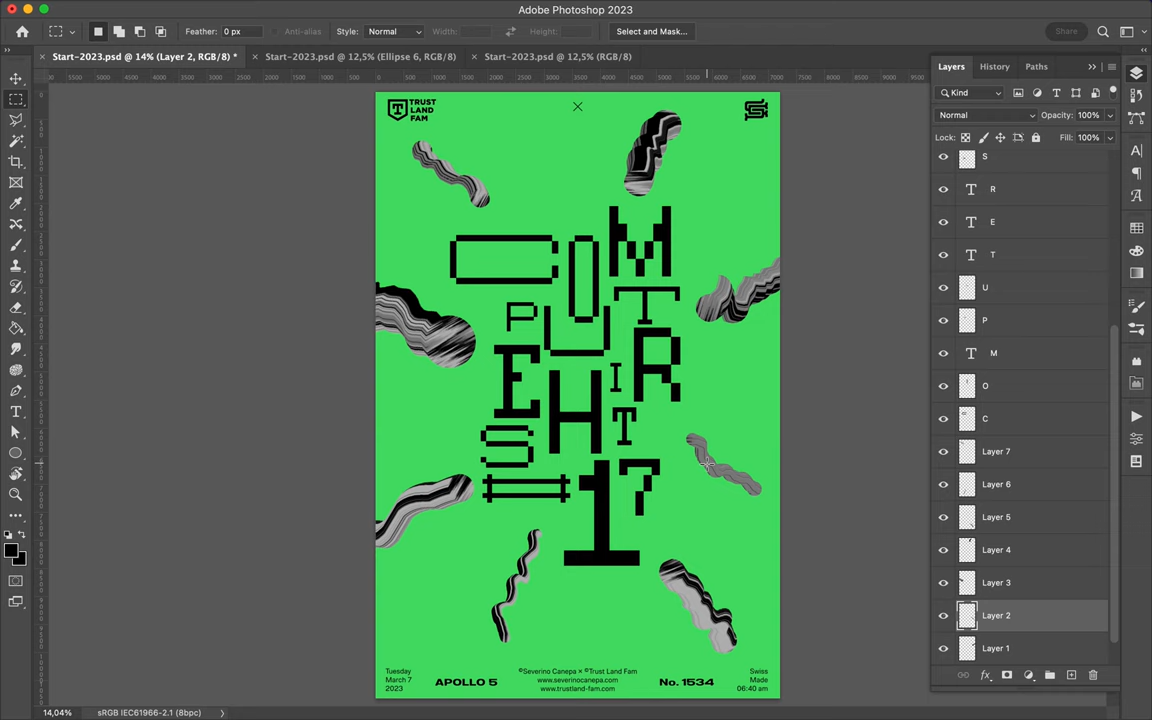 Adobe Photoshop 2023
Feather: 0 px
Anti-alias
Style: Normal
Width:
Height:
Select and Mask...
Share
Start-2023.psd @ 14% (Layer 2, RGB/8) *
Start-2023.psd @ 12,5% (Ellipse 6, RGB/8)
Start-2023.psd @ 12,5% (RGB/8)
Layers
History
Paths
Kind
Normal
Opacity: 100%
Lock:
Fill: 100%
S
R
E
T
U
P
M
O
C
Layer 7
Layer 6
Layer 5
Layer 4
Layer 3
Layer 2
Layer 1
TRUST
LAND
FAM
COM
PUT
ER
SHIT
#17
Tuesday
March 7
2023
APOLLO 5
©Severino Canepa × ©Trust Land Fam
www.severinocanepa.com
www.trustland-fam.com
No. 1534
Swiss
Made
06:40 am
14,04%
sRGB IEC61966-2.1 (8bpc)